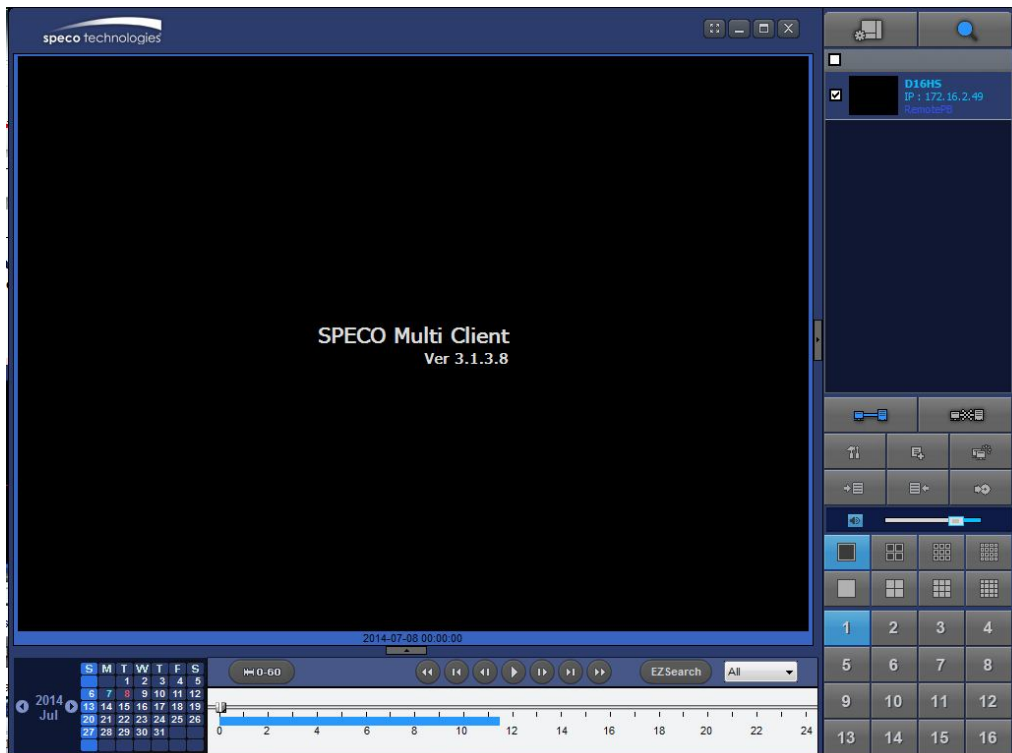 speco technologies
D16HS
IP : 172.16.2.49
RemotePB
SPECO Multi Client
Ver 3.1.3.8
2014-07-08 00:00:00
2014
Jul
S M T W T F S
1 2 3 4 5
6 7 8 9 10 11 12
13 14 15 16 17 18 19
20 21 22 23 24 25 26
27 28 29 30 31
0-60
EZSearch
All
0 2 4 6 8 10 12 14 16 18 20 22 24
1 2 3 4
5 6 7 8
9 10 11 12
13 14 15 16